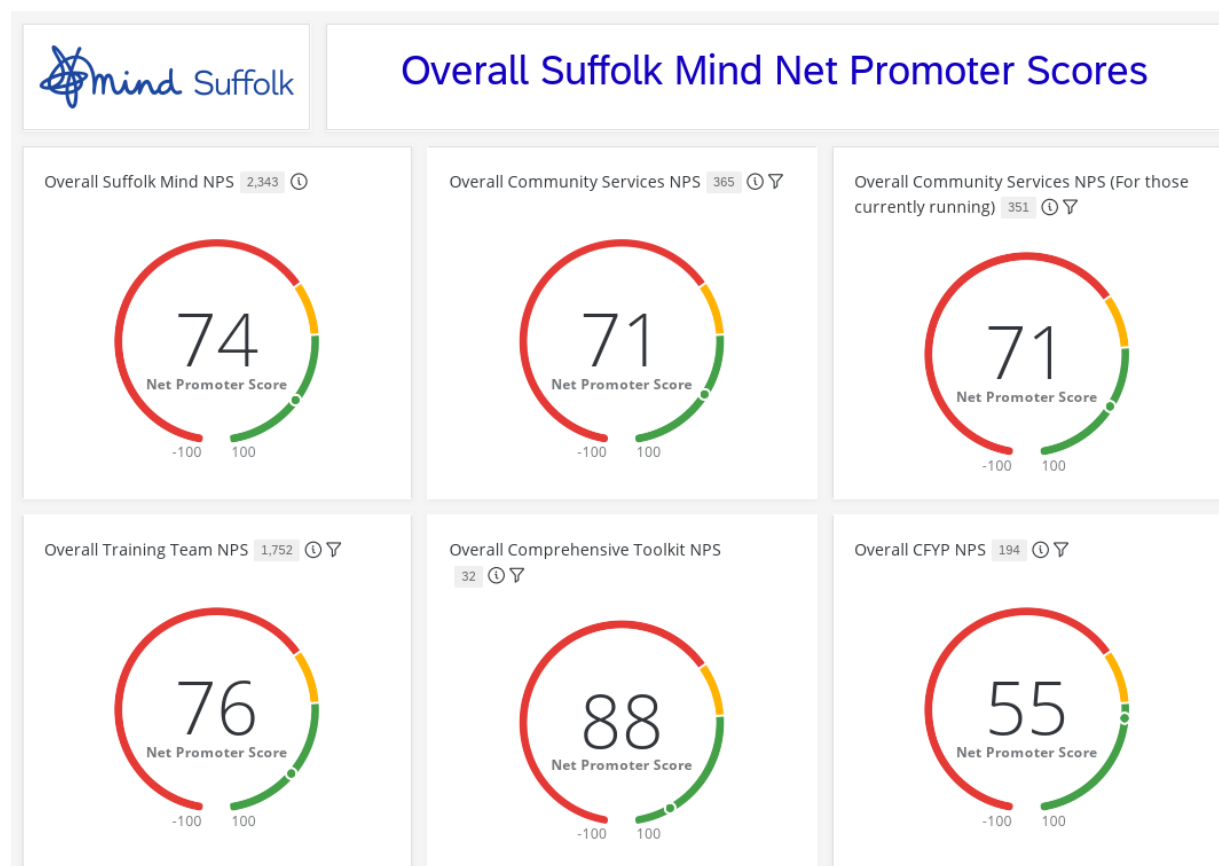 mind Suffolk
Overall Suffolk Mind Net Promoter Scores
Overall Suffolk Mind NPS 2,343
74
Net Promoter Score
-100 100
Overall Community Services NPS 365
71
Net Promoter Score
-100 100
Overall Community Services NPS (For those
currently running) 351
71
Net Promoter Score
-100 100
Overall Training Team NPS 1,752
76
Net Promoter Score
-100 100
Overall Comprehensive Toolkit NPS
32
88
Net Promoter Score
-100 100
Overall CFYP NPS 194
55
Net Promoter Score
-100 100